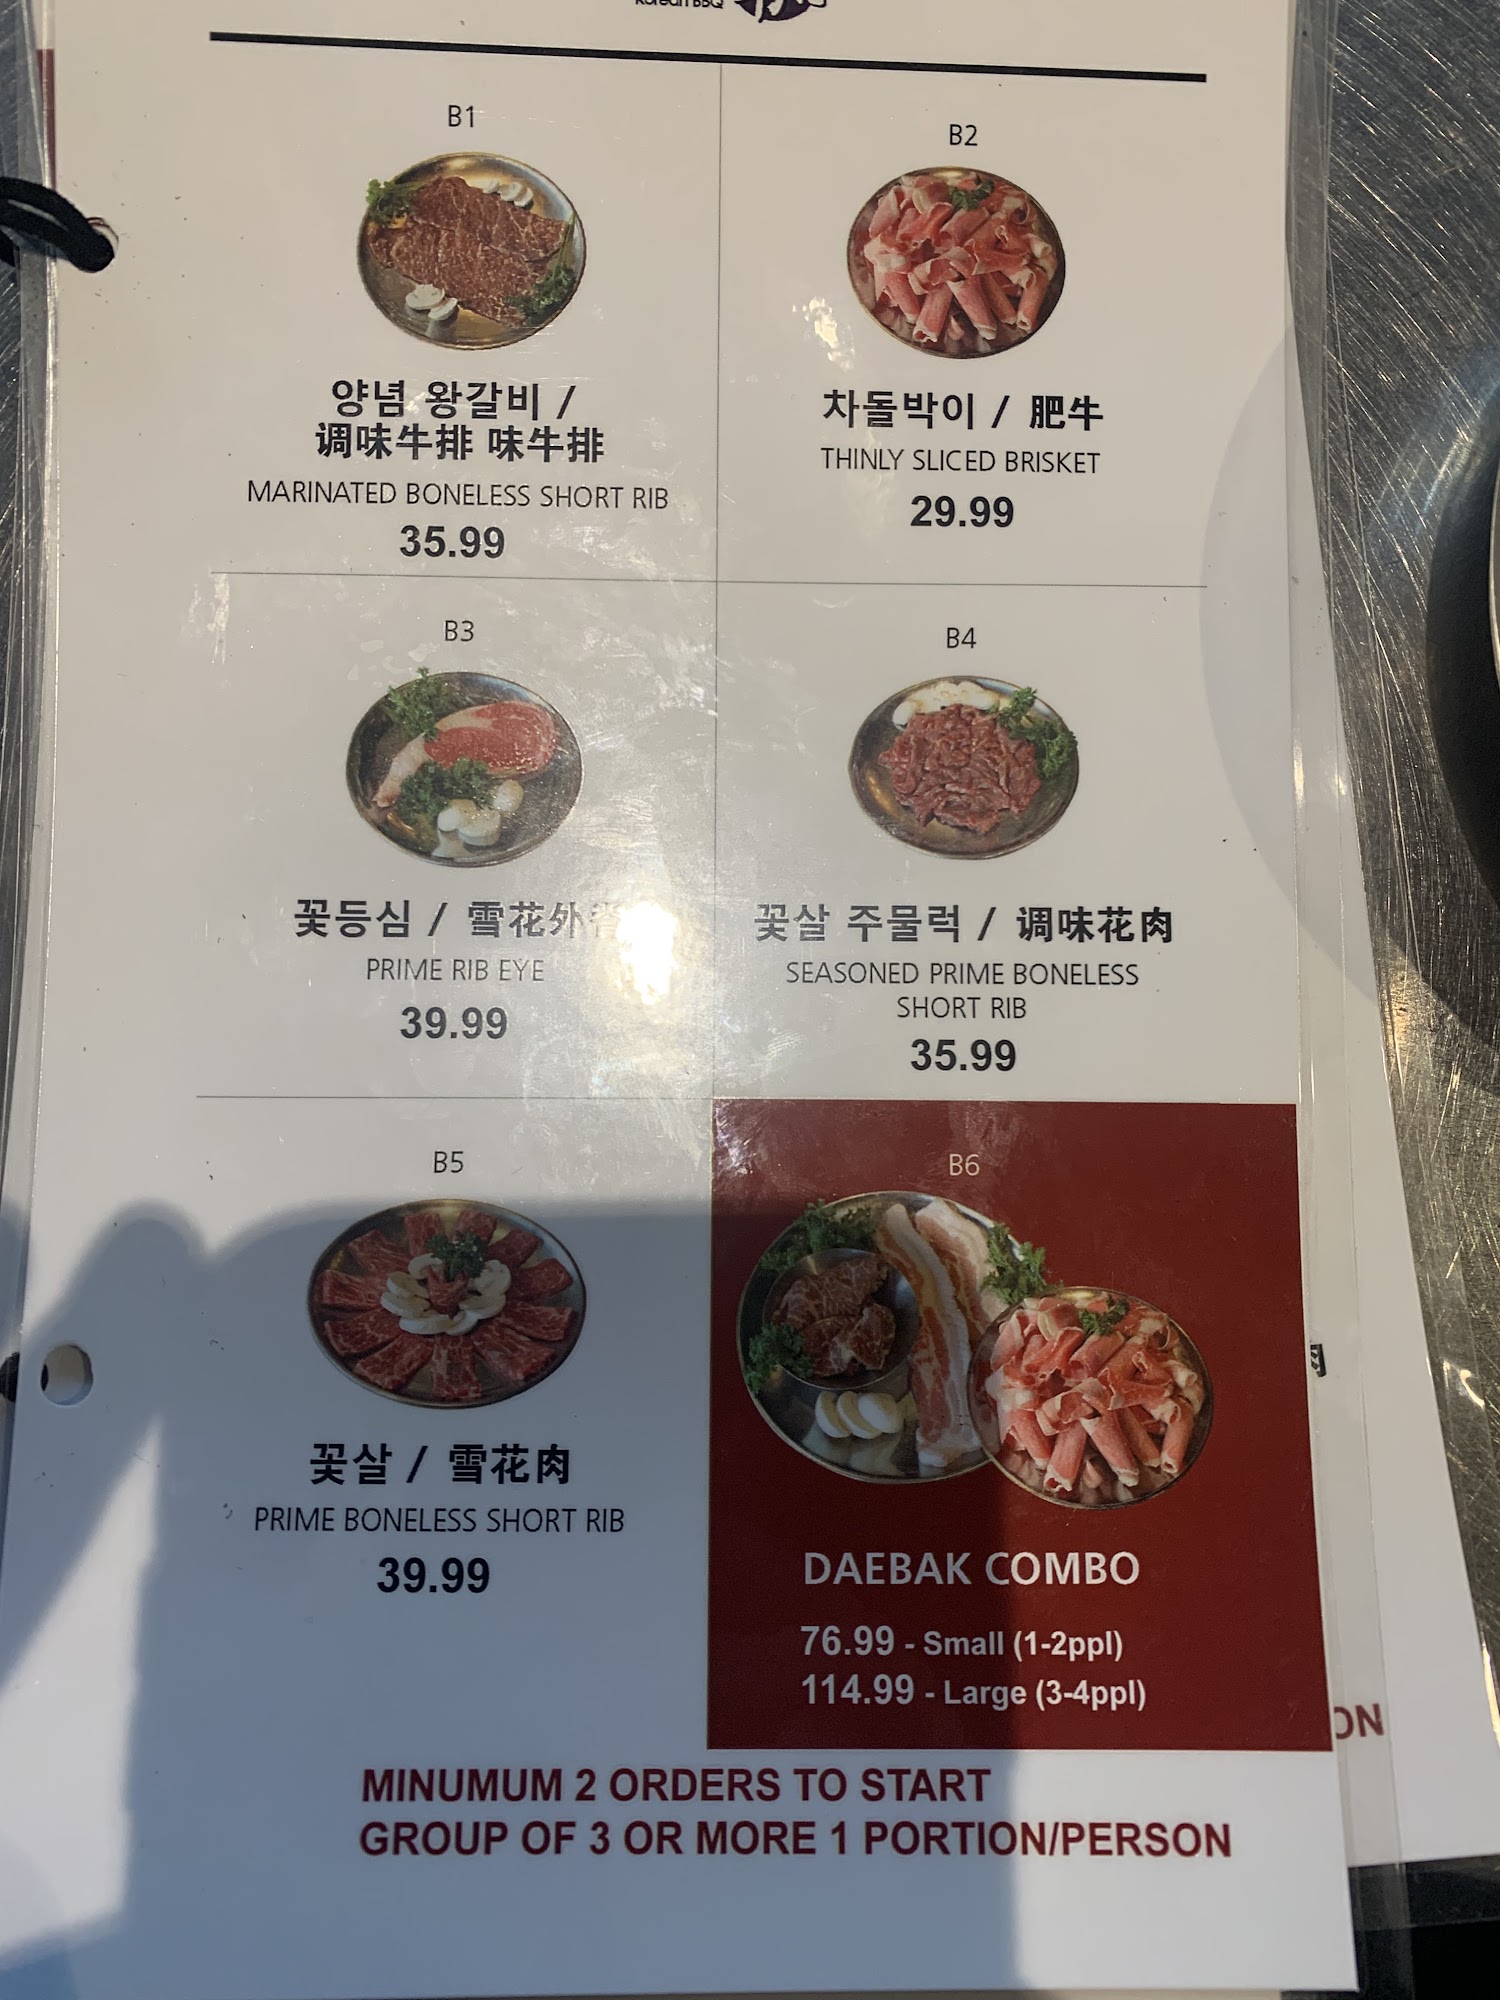 Korean BBQ
B1
양념 왕갈비 /
调味牛排 味牛排
MARINATED BONELESS SHORT RIB
35.99
B2
차돌박이 / 肥牛
THINLY SLICED BRISKET
29.99
B3
꽃등심 / 雪花外
PRIME RIB EYE
39.99
B4
꽃살 주물럭 / 调味花肉
SEASONED PRIME BONELESS
SHORT RIB
35.99
B5
꽃살 / 雪花肉
PRIME BONELESS SHORT RIB
39.99
B6
DAEBAK COMBO
76.99 - Small (1-2ppl)
114.99 - Large (3-4ppl)
ON
MINUMUM 2 ORDERS TO START
GROUP OF 3 OR MORE 1 PORTION/PERSON